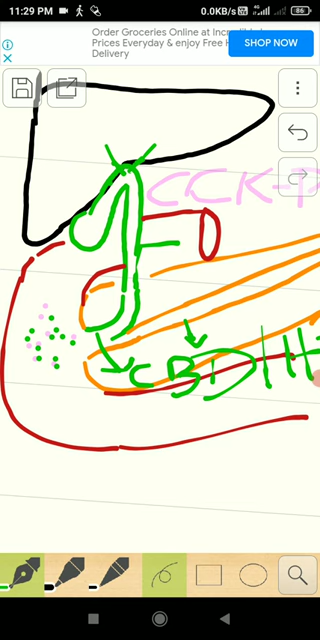 11:29 PM
0.0KB/s 4G 86
Order Groceries Online at
Prices Everyday & enjoy Free
Delivery
SHOP NOW
CCK-P
CBD